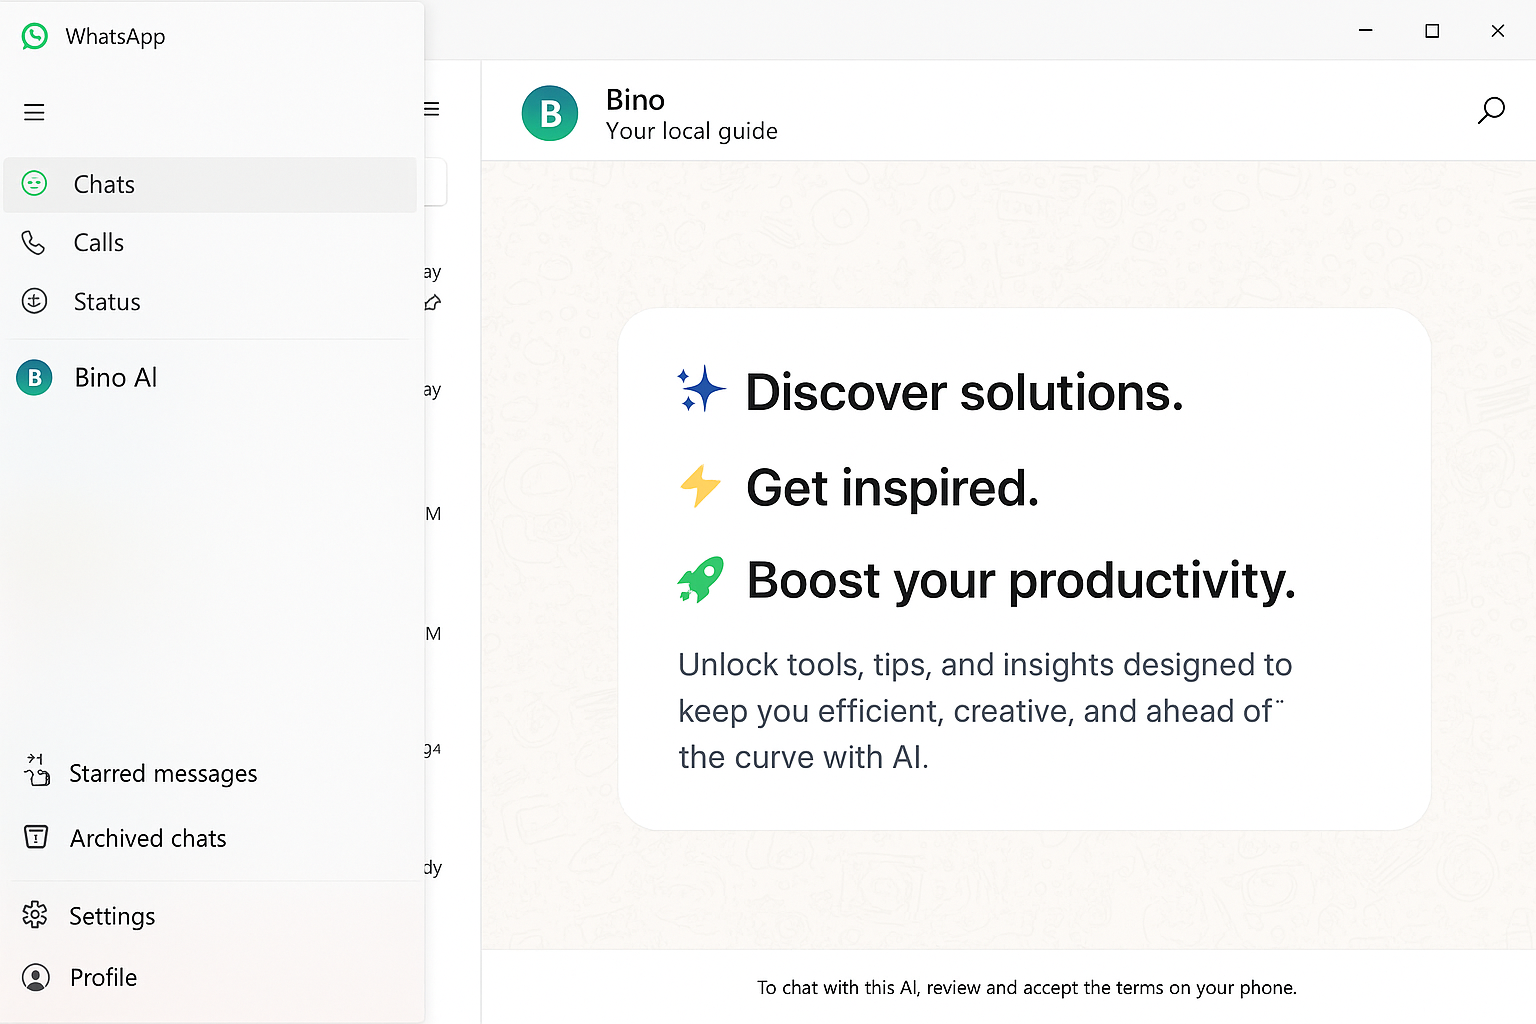 WhatsApp
Chats
Calls
Status
B
Bino AI
Starred messages
Archived chats
Settings
Profile
ay
ay
M
M
94
dy
B
Bino
Your local guide
Discover solutions.
Get inspired.
Boost your productivity.
Unlock tools, tips, and insights designed to
keep you efficient, creative, and ahead of
the curve with AI.
To chat with this AI, review and accept the terms on your phone.